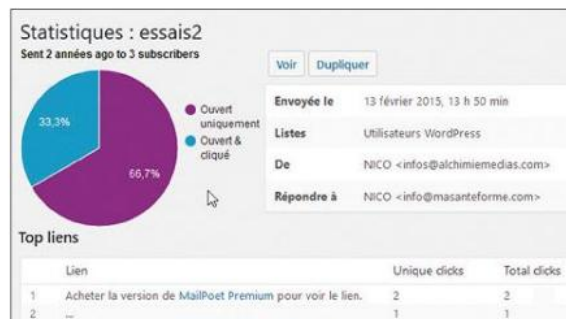 Statistiques : essais2
Sent 2 années ago to 3 subscribers
33,3%
66,7%
Ouvert
uniquement
Ouvert &
cliqué
Voir Dupliquer
Envoyée le 13 février 2015, 13 h 50 min
Listes Utilisateurs WordPress
De NICO <infos@alchimiemedias.com>
Répondre à NICO <info@masanteforme.com>
Top liens
Lien Unique clicks Total clicks
1 Acheter la version de MailPoet Premium pour voir le lien. 2 2
2 ... 1 1